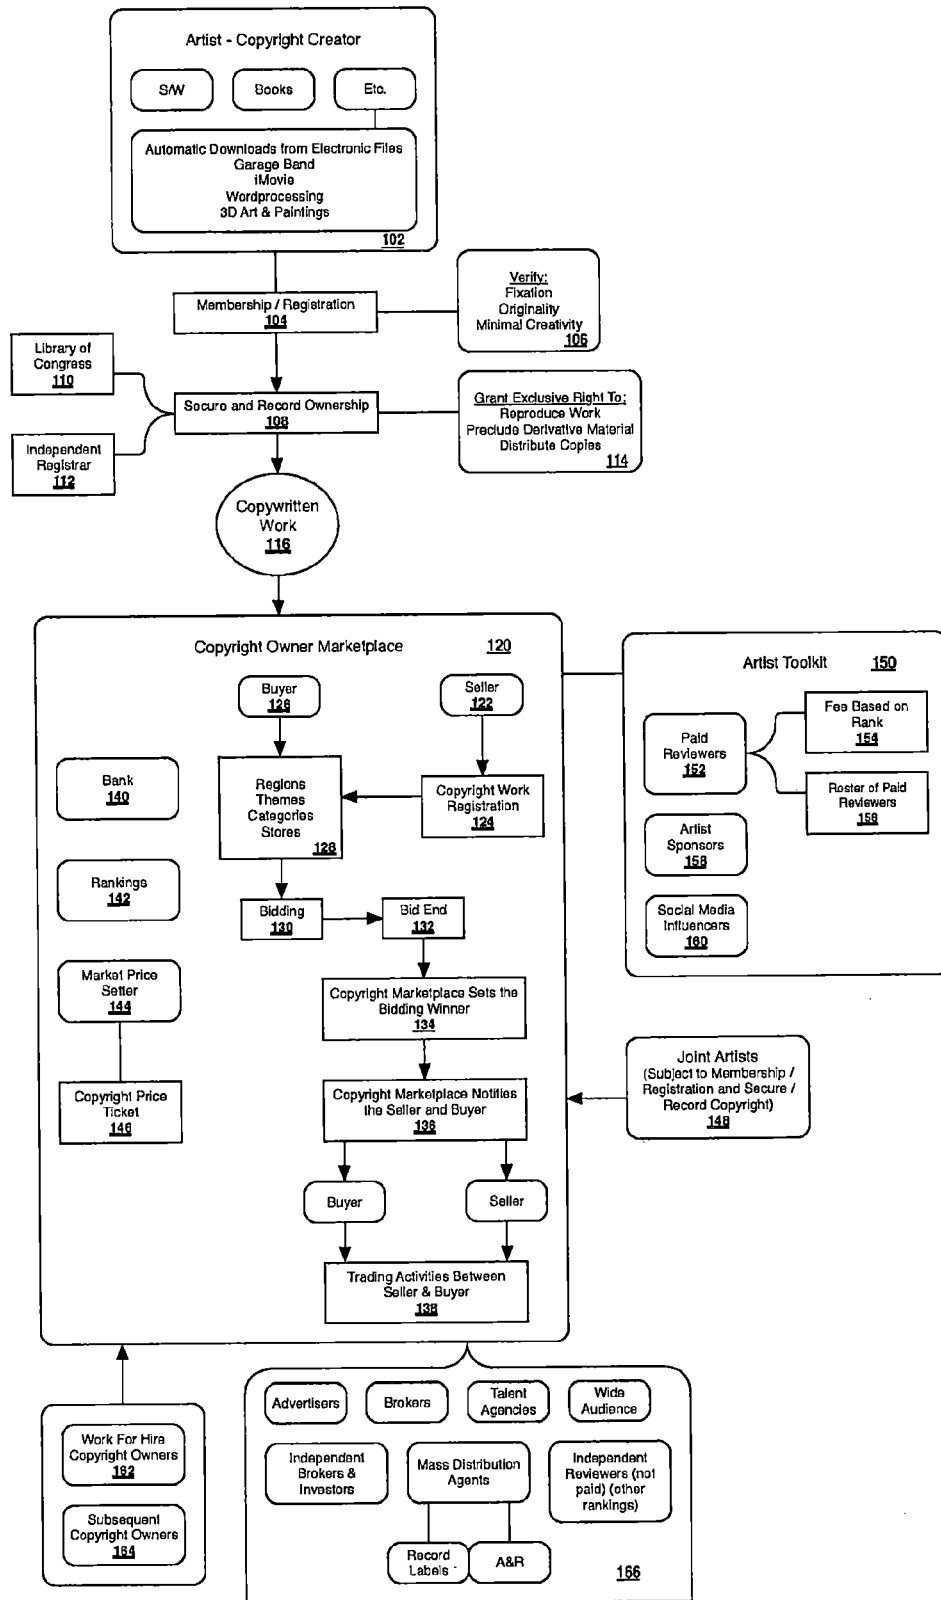 Artist - Copyright Creator
S/W
Books
Etc.
Automatic Downloads from Electronic Files
Garage Band
iMovie
Wordprocessing
3D Art & Paintings
102
Membership / Registration
104
Verify:
Fixation
Originality
Minimal Creativity
106
Library of
Congress
110
Secure and Record Ownership
108
Independent
Registrar
112
Grant Exclusive Right To:
Reproduce Work
Preclude Derivative Material
Distribute Copies
114
Copywritten
Work
116
Copyright Owner Marketplace
120
Buyer
126
Seller
122
Bank
140
Regions
Themes
Categories
Stores
128
Copyright Work
Registration
124
Rankings
142
Bidding
130
Bid End
132
Market Price
Setter
144
Copyright Marketplace Sets the
Bidding Winner
134
Copyright Price
Ticket
146
Copyright Marketplace Notifies
the Seller and Buyer
136
Buyer
Seller
Trading Activities Between
Seller & Buyer
138
Artist Toolkit
150
Paid
Reviewers
152
Fee Based on
Rank
154
Roster of Paid
Reviewers
156
Artist
Sponsors
158
Social Media
Influencers
160
Joint Artists
(Subject to Membership /
Registration and Secure /
Record Copyright)
148
Work For Hire
Copyright Owners
162
Subsequent
Copyright Owners
164
Advertisers
Brokers
Talent
Agencies
Wide
Audience
Independent
Brokers &
Investors
Mass Distribution
Agents
Independent
Reviewers (not
paid) (other
rankings)
Record
Labels
A&R
166